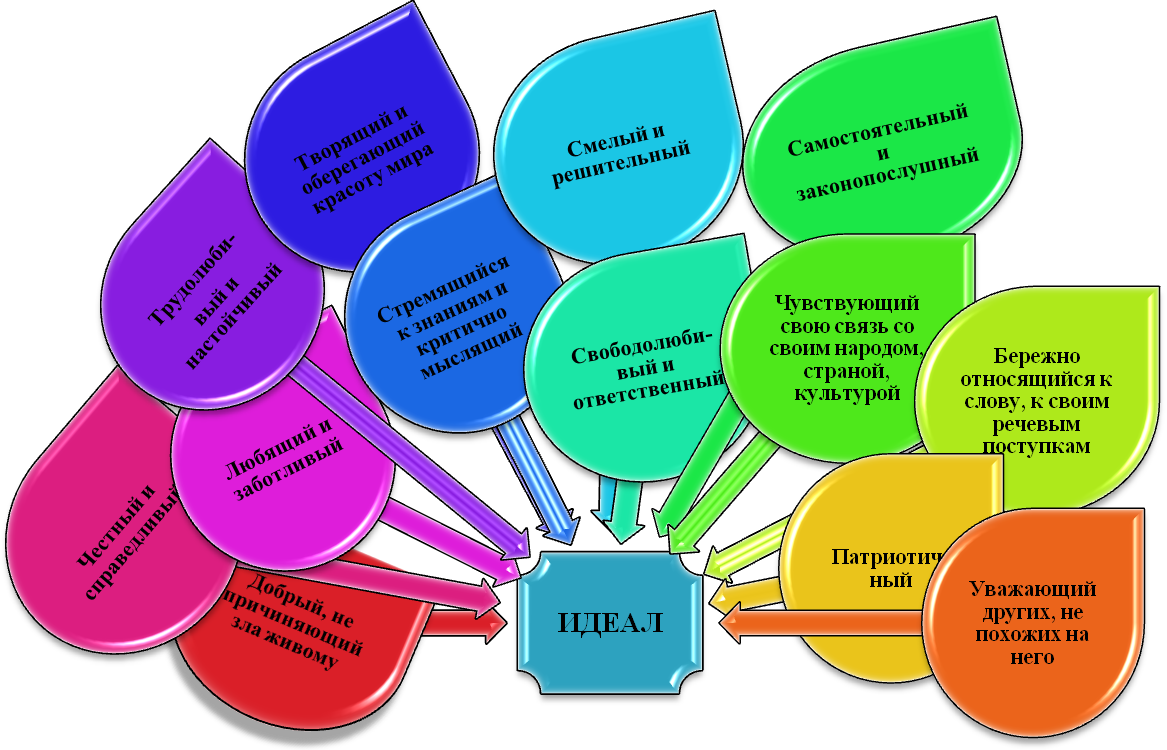 Творящий и
оберегающий
красоту мира
Смелый и
решительный
Самостоятельный
и
законопослушный
Трудолюби-
вый и
настойчивый
Стремящийся
к знаниям и
критично
мыслящий
Свободолюби-
вый и
ответственный
Чувствующий
свою связь со
своим народом,
страной,
культурой
Бережно
относящийся к
слову, к своим
речевым
поступкам
Любящий и
заботливый
Честный и
справедливый
Добрый, не
причиняющий
зла живому
ИДЕАЛ
Патриотич
ный
Уважающий
других, не
похожих на
него